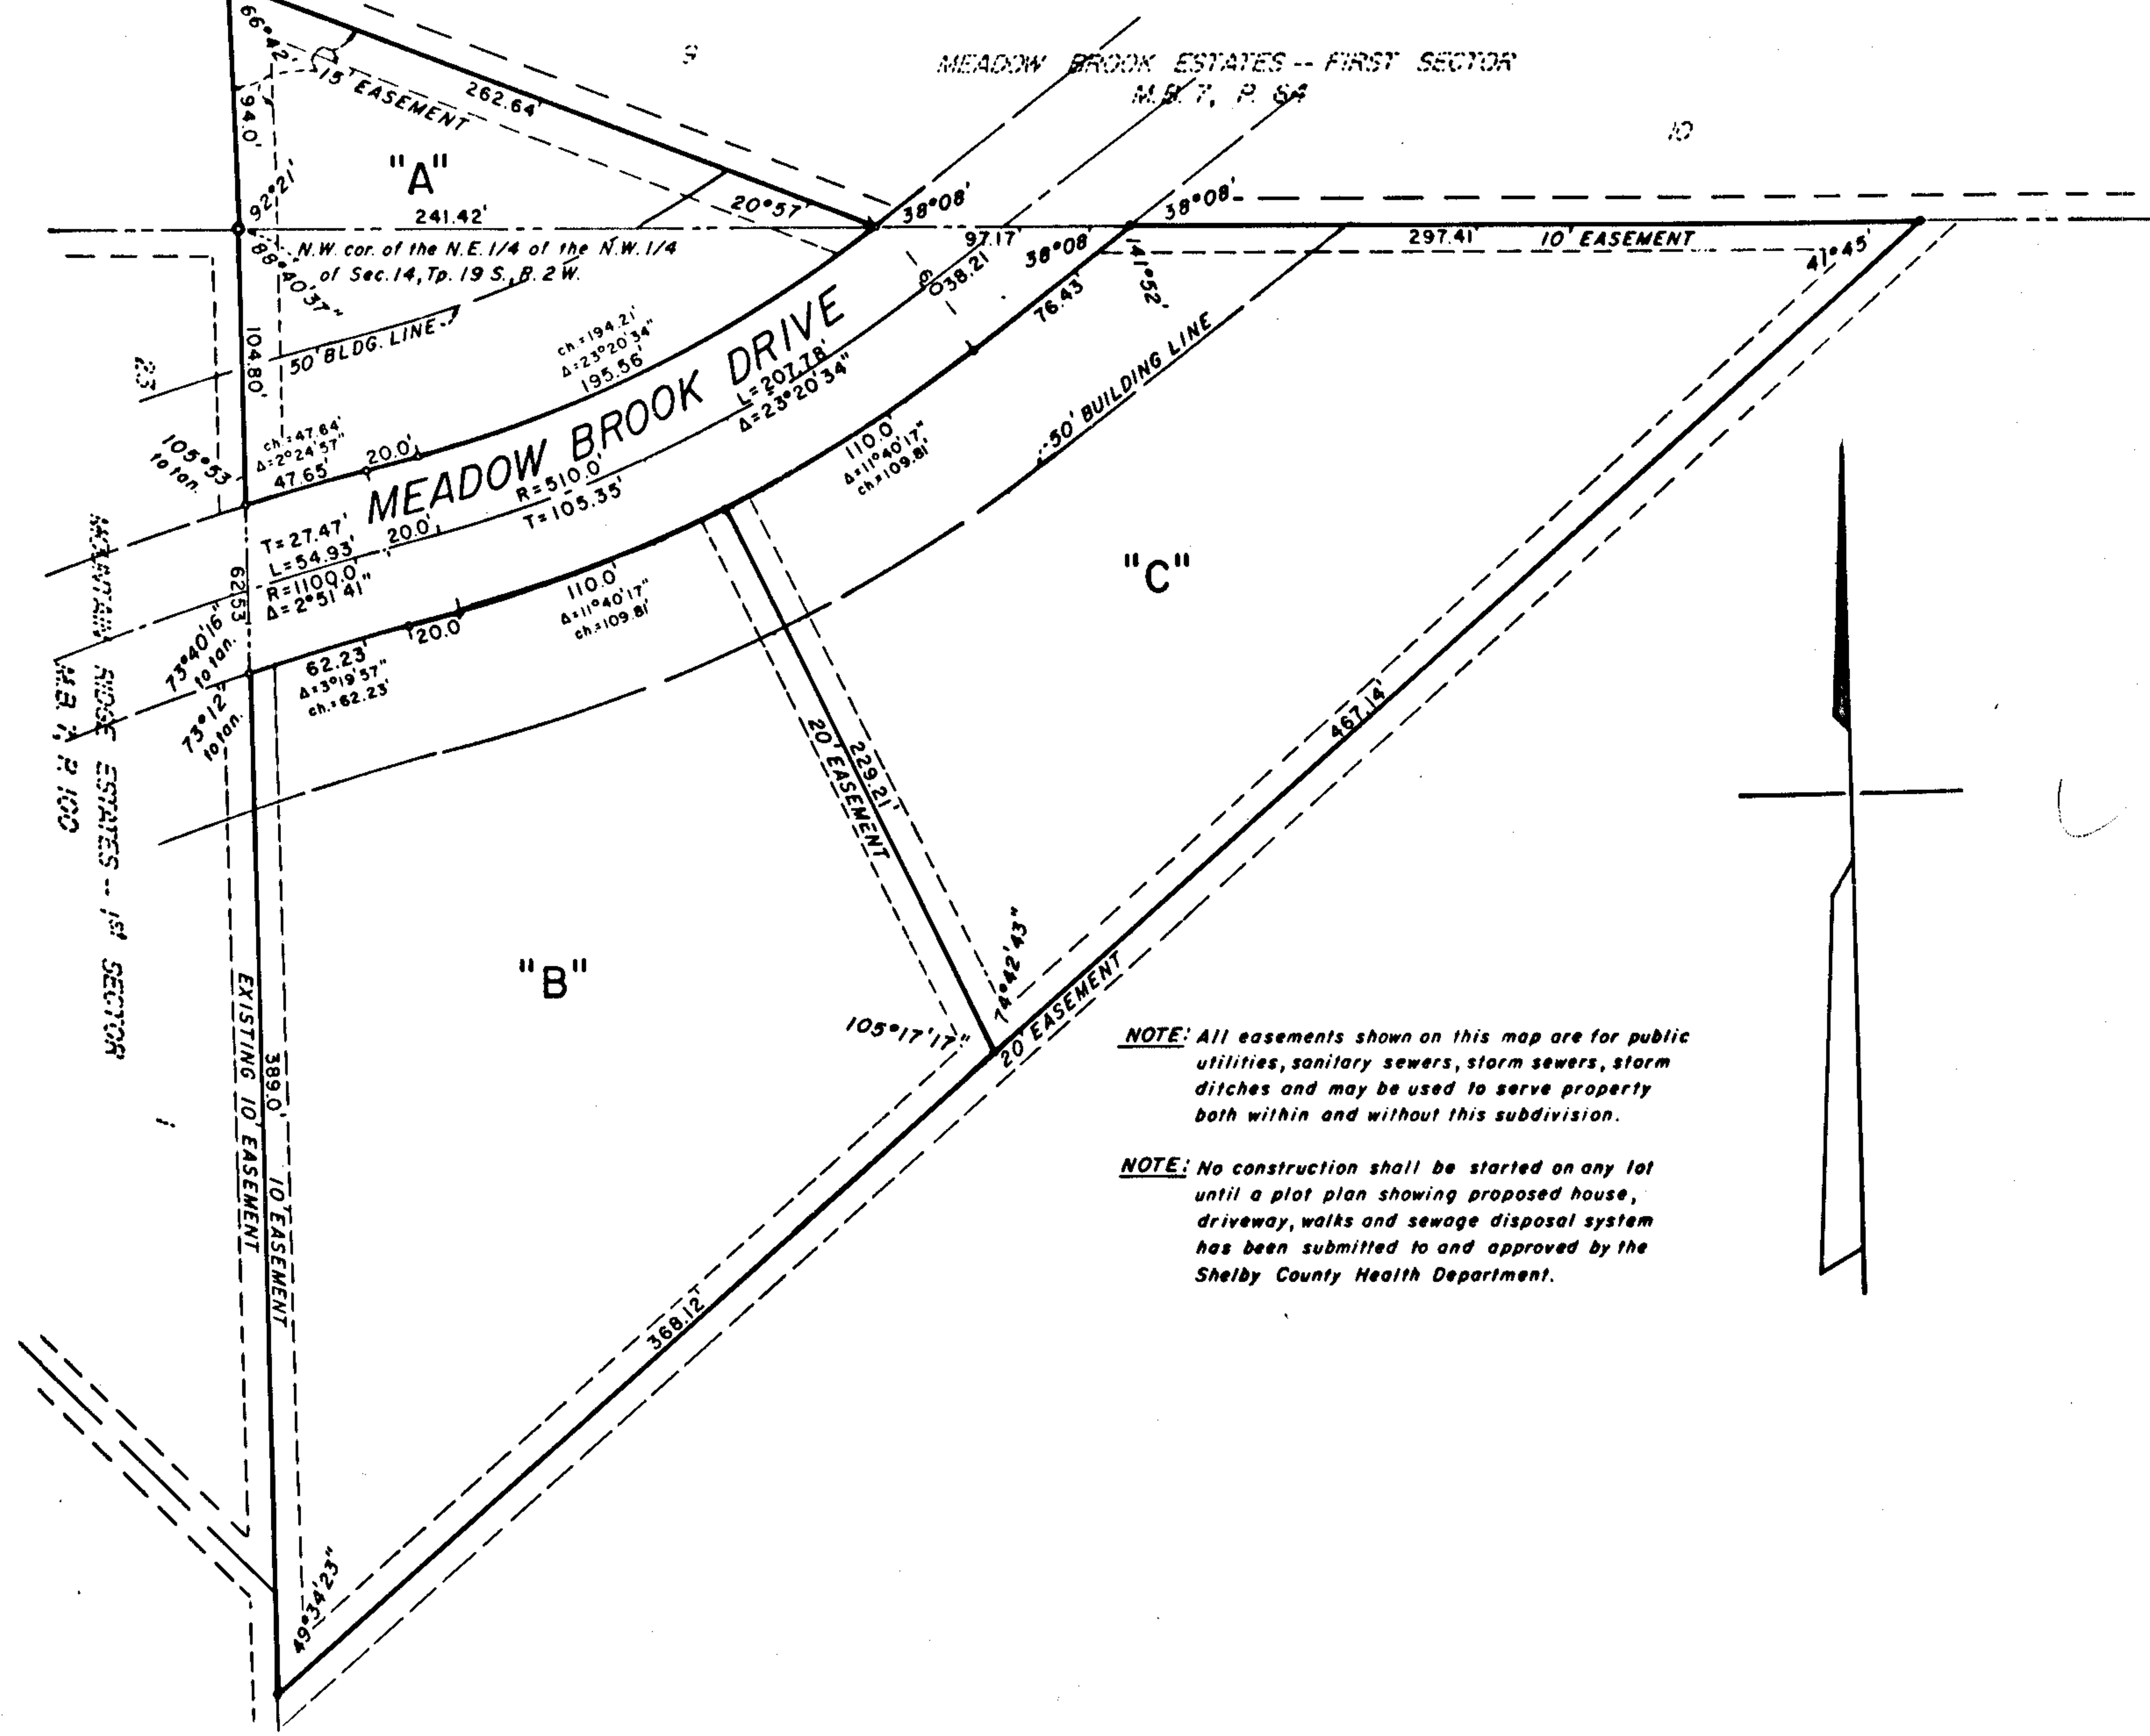 9
MEADOW BROOK ESTATES -- FIRST SECTOR
M.B. 7, P. 64
10
66°42'
15' EASEMENT
262.64'
94.0'
"A"
92°21'
241.42'
20°57'
38°08'
38°08'
N.W. cor. of the N.E. 1/4 of the N.W. 1/4
of Sec. 14, Tp. 19 S., R. 2 W.
88°40'37"
97.17'
38°08'
297.41'
10' EASEMENT
41°45'
60'
38.21'
76.43'
41°52'
50' BLDG. LINE
104.80'
23
ch.=194.21'
Δ=23°20'34"
195.56'
MEADOW BROOK DRIVE
L=207.78'
Δ=23°20'34"
R=510.0'
T=105.35'
50' BUILDING LINE
105°53'
to tan.
ch.=47.64'
Δ=2°24'57"
47.65'
20.0'
20.0'
110.0'
Δ=11°40'17"
ch.=109.81'
T=27.47'
L=54.93'
R=1100.0'
Δ=2°51'41"
62.53'
73°40'16"
to tan.
73°12'
to tan.
62.23'
Δ=3°19'57"
ch.=62.23'
20.0'
110.0'
Δ=11°40'17"
ch.=109.81'
"C"
MOUNTAIN RIDGE ESTATES -- 1st SECTOR
M.B. 7, P. 100
1
20' EASEMENT
229.21'
467.14'
"B"
105°17'17"
74°42'43"
20' EASEMENT
EXISTING 10' EASEMENT
389.0'
10' EASEMENT
368.12'
49°34'23"
NOTE: All easements shown on this map are for public
utilities, sanitary sewers, storm sewers, storm
ditches and may be used to serve property
both within and without this subdivision.
NOTE: No construction shall be started on any lot
until a plot plan showing proposed house,
driveway, walks and sewage disposal system
has been submitted to and approved by the
Shelby County Health Department.